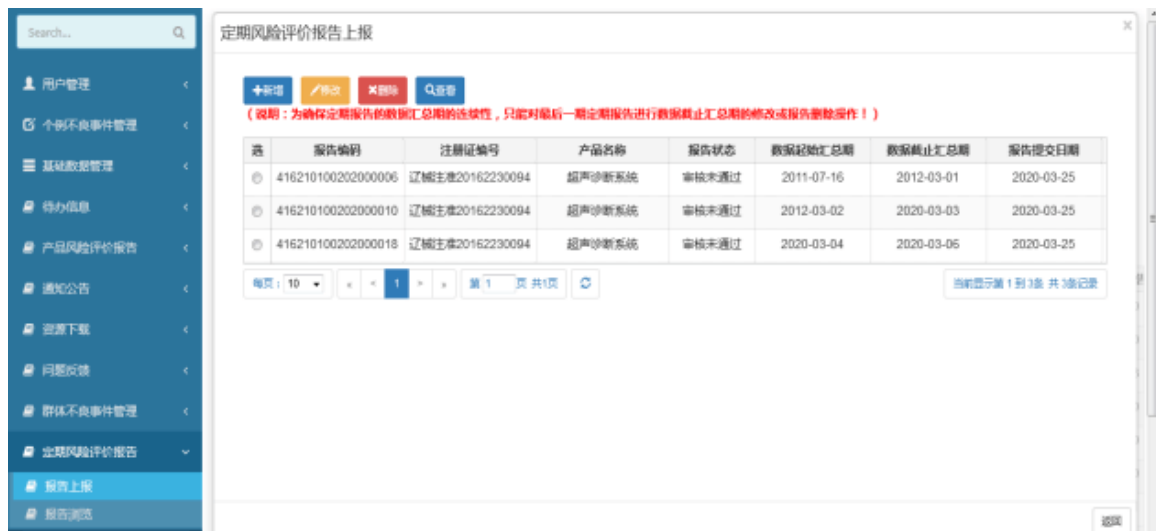 Search...
用户管理
个例不良事件管理
基础数据管理
待办信息
产品风险评价报告
通知公告
资源下载
问题反馈
群体不良事件管理
定期风险评价报告
报告上报
报告浏览
定期风险评价报告上报
×
+新增 修改 ×删除 查看
(说明：为确保定期报告的数据汇总期的连续性，只能对最后一期定期报告进行数据截止汇总期的修改或报告删除操作！)
选 报告编码 注册证编号 产品名称 报告状态 数据起始汇总期 数据截止汇总期 报告提交日期
416210100202000006 辽械注准20162230094 超声诊断系统 审核未通过 2011-07-16 2012-03-01 2020-03-25
416210100202000010 辽械注准20162230094 超声诊断系统 审核未通过 2012-03-02 2020-03-03 2020-03-25
416210100202000018 辽械注准20162230094 超声诊断系统 审核未通过 2020-03-04 2020-03-06 2020-03-25
每页：10 « < 1 > » 第 1 页 共1页 当前显示第 1 到 3条 共 3条记录
返回